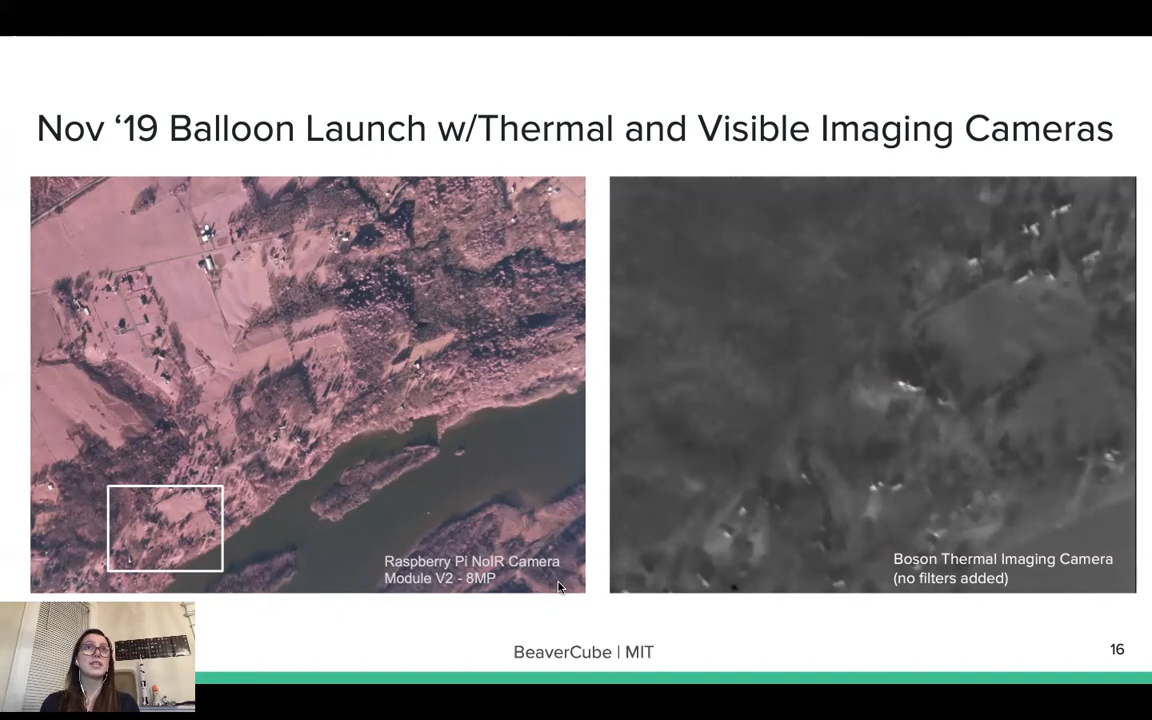 Nov ‘19 Balloon Launch w/Thermal and Visible Imaging Cameras
Raspberry Pi NoIR Camera
Module V2 - 8MP
Boson Thermal Imaging Camera
(no filters added)
BeaverCube | MIT
16